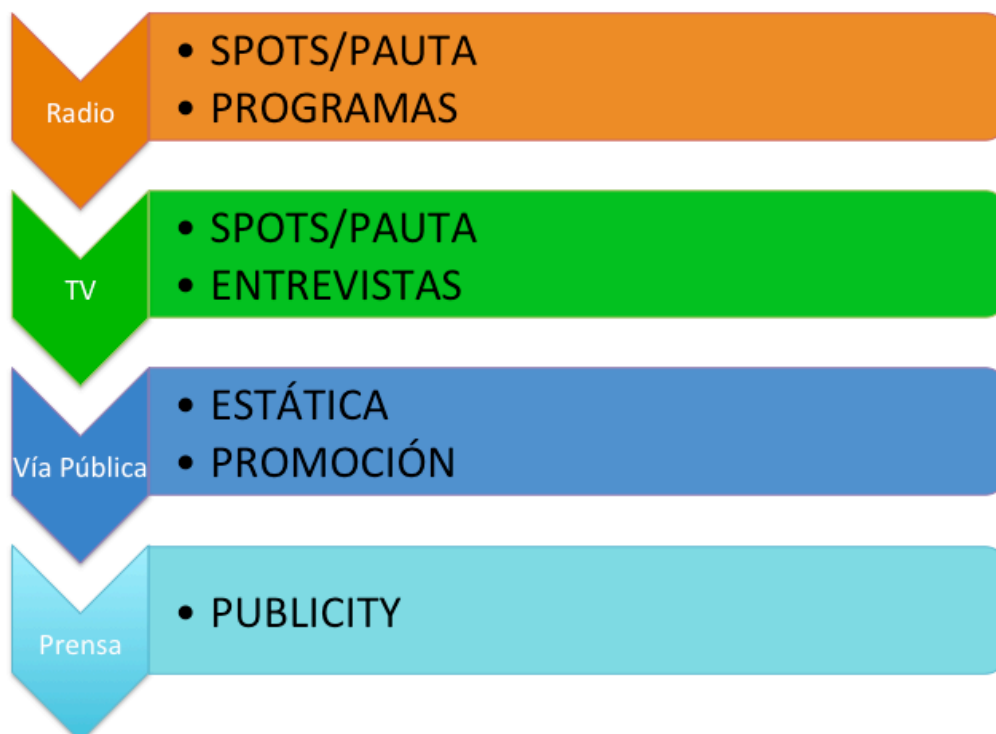 Radio
• SPOTS/PAUTA
• PROGRAMAS
TV
• SPOTS/PAUTA
• ENTREVISTAS
Vía Pública
• ESTÁTICA
• PROMOCIÓN
Prensa
• PUBLICITY